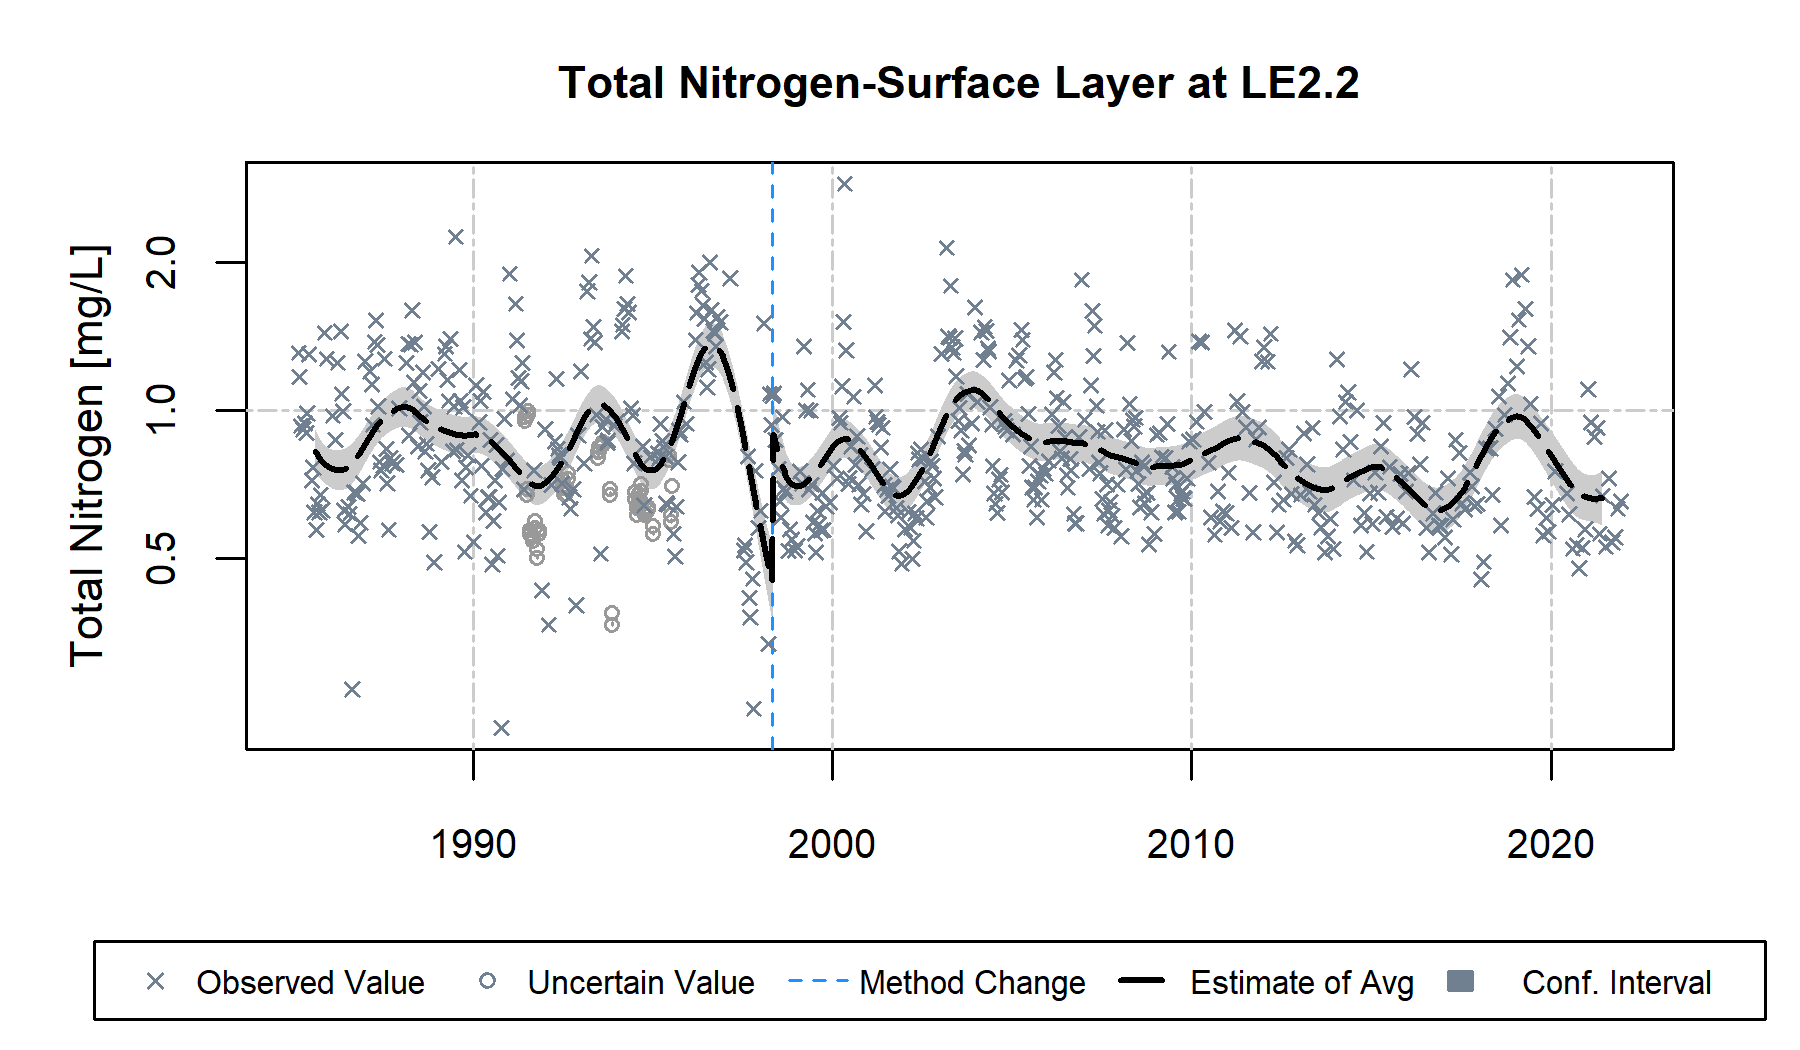 Total Nitrogen-Surface Layer at LE2.2
Total Nitrogen [mg/L]
2.0
1.0
0.5
1990 2000 2010 2020
Observed Value Uncertain Value Method Change Estimate of Avg Conf. Interval